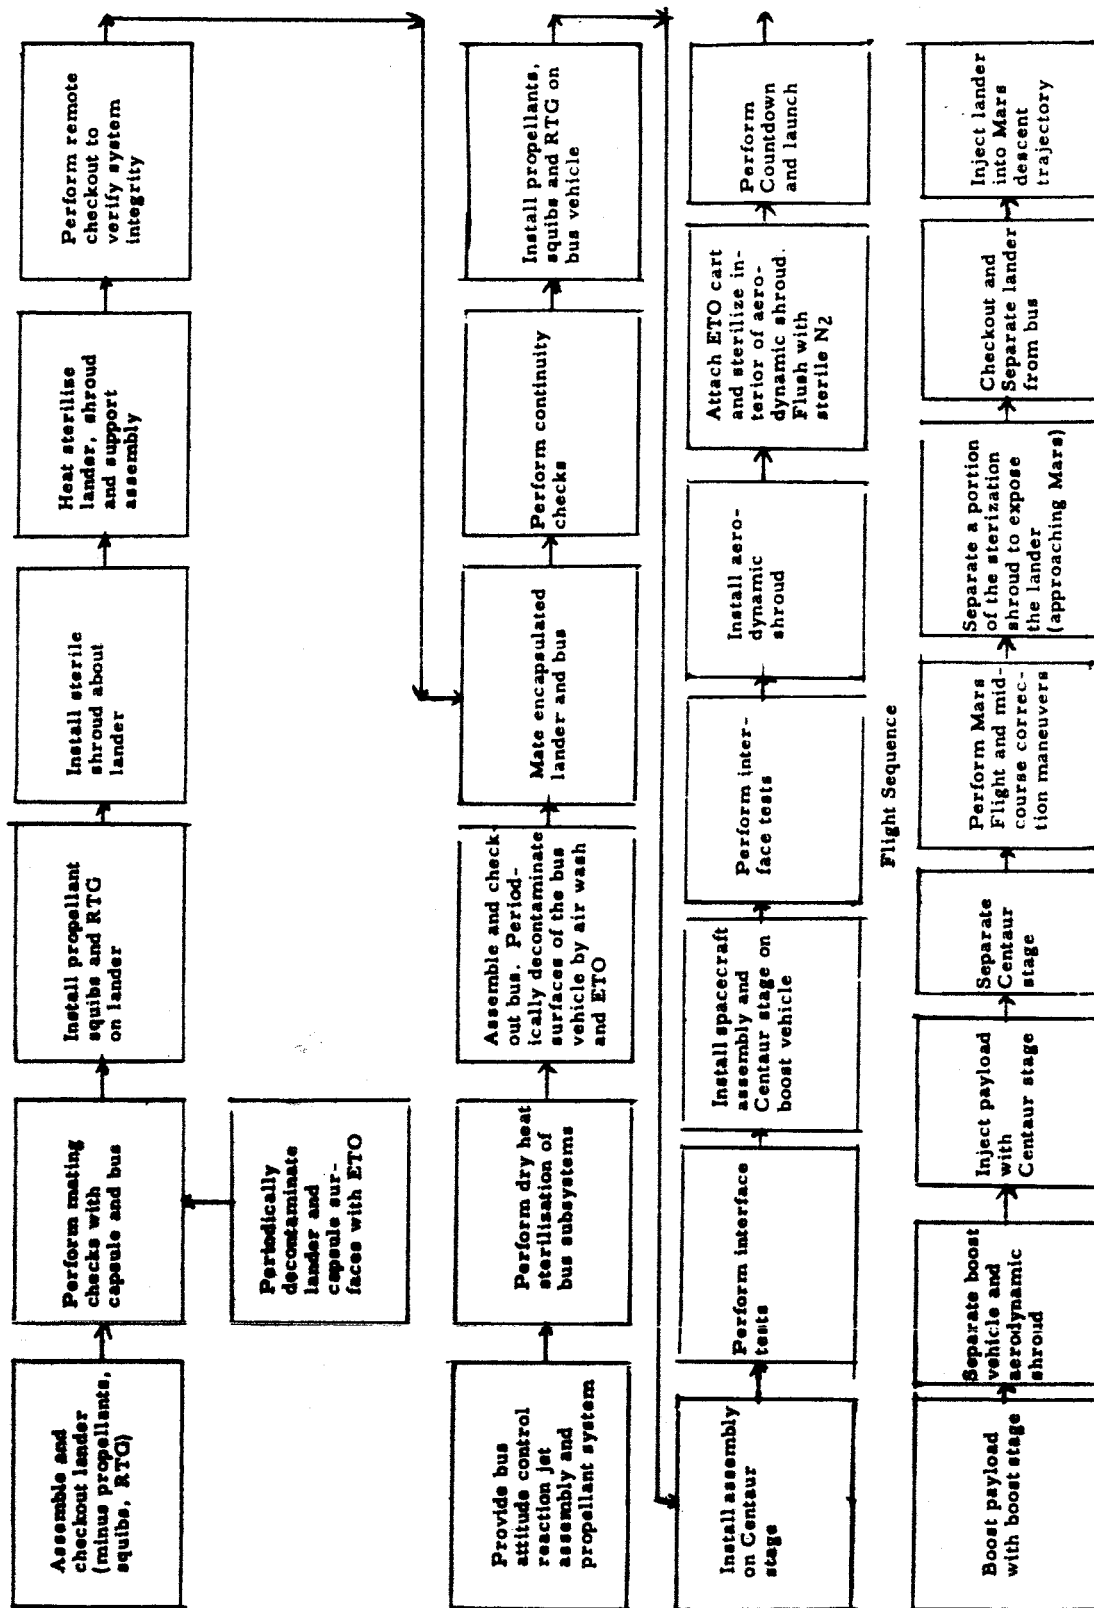 Assemble and
checkout lander
(minus propellants,
squibs, RTG)
Perform mating
checks with
capsule and bus
Periodically
decontaminate
lander and
capsule sur-
faces with ETO
Install propellant
squibs and RTG
on lander
Install sterile
shroud about
lander
Heat sterilise
lander, shroud
and support
assembly
Perform remote
checkout to
verify system
integrity
Provide bus
attitude control
reaction jet
assembly and
propellant system
Perform dry heat
sterilisation of
bus subsystems
Assemble and check-
out bus. Period-
ically decontaminate
surfaces of the bus
vehicle by air wash
and ETO
Mate encapsulated
lander and bus
Perform continuity
checks
Install propellants,
squibs and RTG on
bus vehicle
Install assembly
on Centaur
stage
Perform interface
tests
Install spacecraft
assembly and
Centaur stage on
boost vehicle
Perform inter-
face tests
Install aero-
dynamic
shroud
Attach ETO cart
and sterilize in-
terior of aero-
dynamic shroud.
Flush with
sterile N2
Perform
Countdown
and launch
Flight Sequence
Boost payload
with boost stage
Separate boost
vehicle and
aerodynamic
shroud
Inject payload
with
Centaur stage
Separate
Centaur
stage
Perform Mars
Flight and mid-
course correc-
tion maneuvers
Separate a portion
of the sterization
shroud to expose
the lander
(approaching Mars)
Checkout and
Separate lander
from bus
Inject lander
into Mars
descent
trajectory